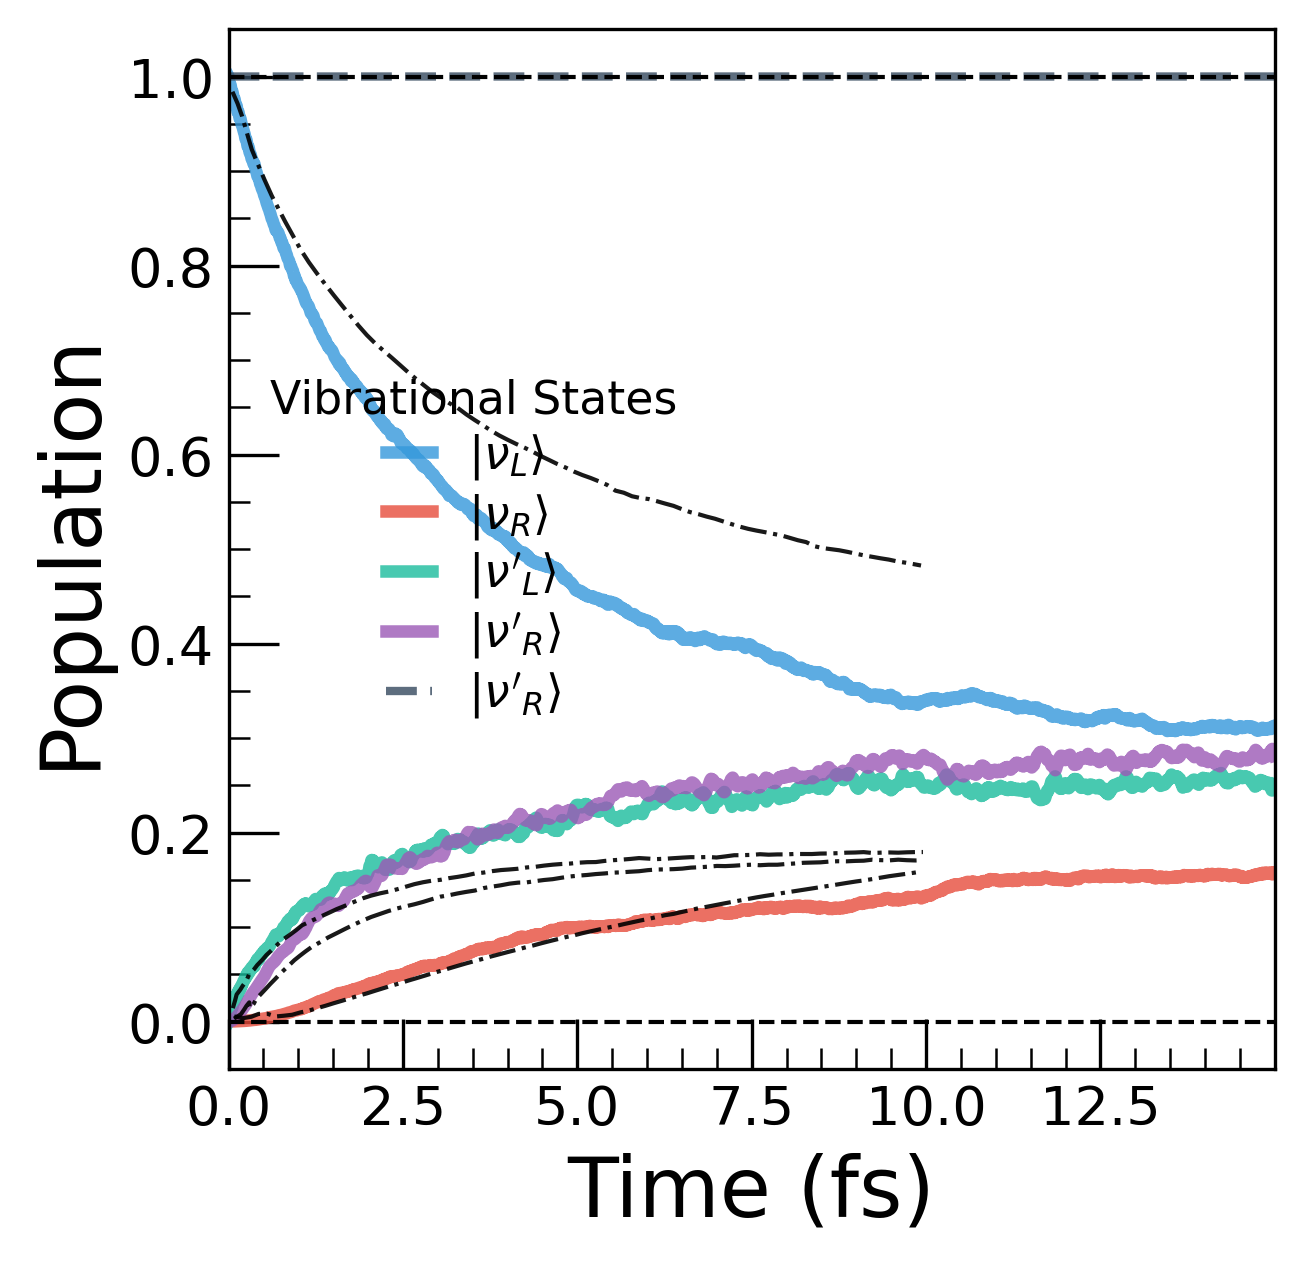 Population
1.0
0.8
0.6
0.4
0.2
0.0
Vibrational States
|ν_L⟩
|ν_R⟩
|ν′_L⟩
|ν′_R⟩
|ν′_R⟩
0.0 2.5 5.0 7.5 10.0 12.5
Time (fs)